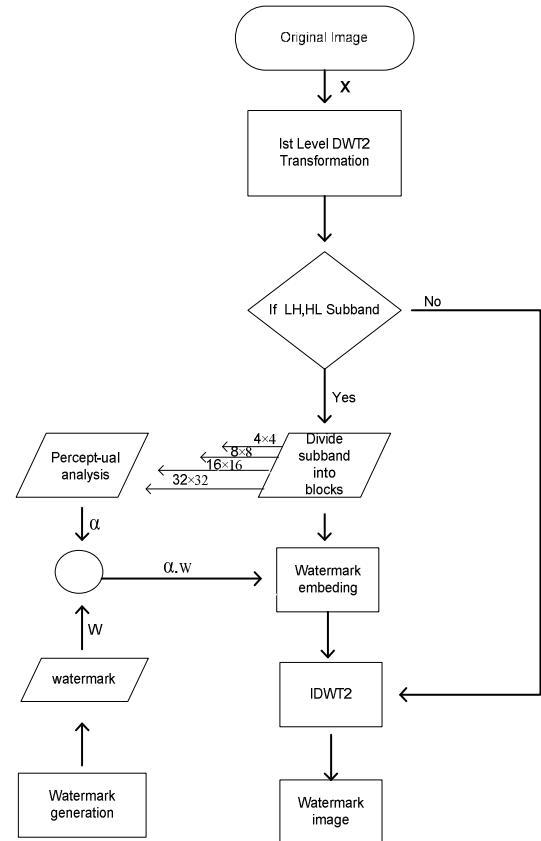 Original Image
X
Ist Level DWT2
Transformation
If LH,HL Subband
No
Yes
4×4
8×8
16×16
32×32
Divide
subband
into
blocks
Percept-ual
analysis
α
α.w
Watermark
embeding
W
watermark
IDWT2
Watermark
generation
Watermark
image